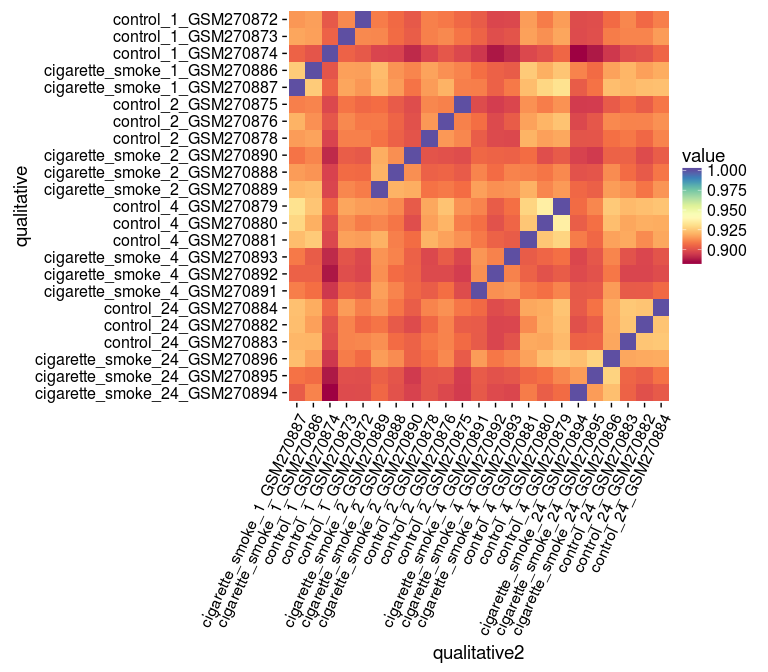 control_1_GSM270872
control_1_GSM270873
control_1_GSM270874
cigarette_smoke_1_GSM270886
cigarette_smoke_1_GSM270887
control_2_GSM270875
control_2_GSM270876
control_2_GSM270878
cigarette_smoke_2_GSM270890
cigarette_smoke_2_GSM270888
cigarette_smoke_2_GSM270889
control_4_GSM270879
control_4_GSM270880
control_4_GSM270881
cigarette_smoke_4_GSM270893
cigarette_smoke_4_GSM270892
cigarette_smoke_4_GSM270891
control_24_GSM270884
control_24_GSM270882
control_24_GSM270883
cigarette_smoke_24_GSM270896
cigarette_smoke_24_GSM270895
cigarette_smoke_24_GSM270894
qualitative
value
1.000
0.975
0.950
0.925
0.900
cigarette_smoke_1_GSM270887
cigarette_smoke_1_GSM270886
control_1_GSM270874
control_1_GSM270873
control_1_GSM270872
cigarette_smoke_2_GSM270889
cigarette_smoke_2_GSM270888
cigarette_smoke_2_GSM270890
control_2_GSM270878
control_2_GSM270876
control_2_GSM270875
cigarette_smoke_4_GSM270891
cigarette_smoke_4_GSM270892
cigarette_smoke_4_GSM270893
control_4_GSM270881
control_4_GSM270880
control_4_GSM270879
cigarette_smoke_24_GSM270894
cigarette_smoke_24_GSM270895
cigarette_smoke_24_GSM270896
control_24_GSM270883
control_24_GSM270882
control_24_GSM270884
qualitative2